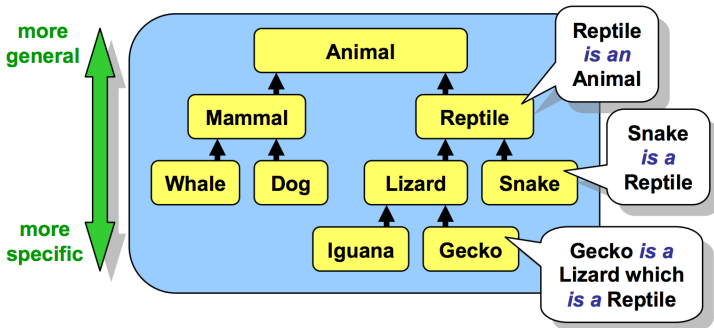 more
general
Animal
Reptile
is an
Animal
Mammal
Reptile
Snake
is a
Reptile
Whale
Dog
Lizard
Snake
more
specific
Iguana
Gecko
Gecko is a
Lizard which
is a Reptile